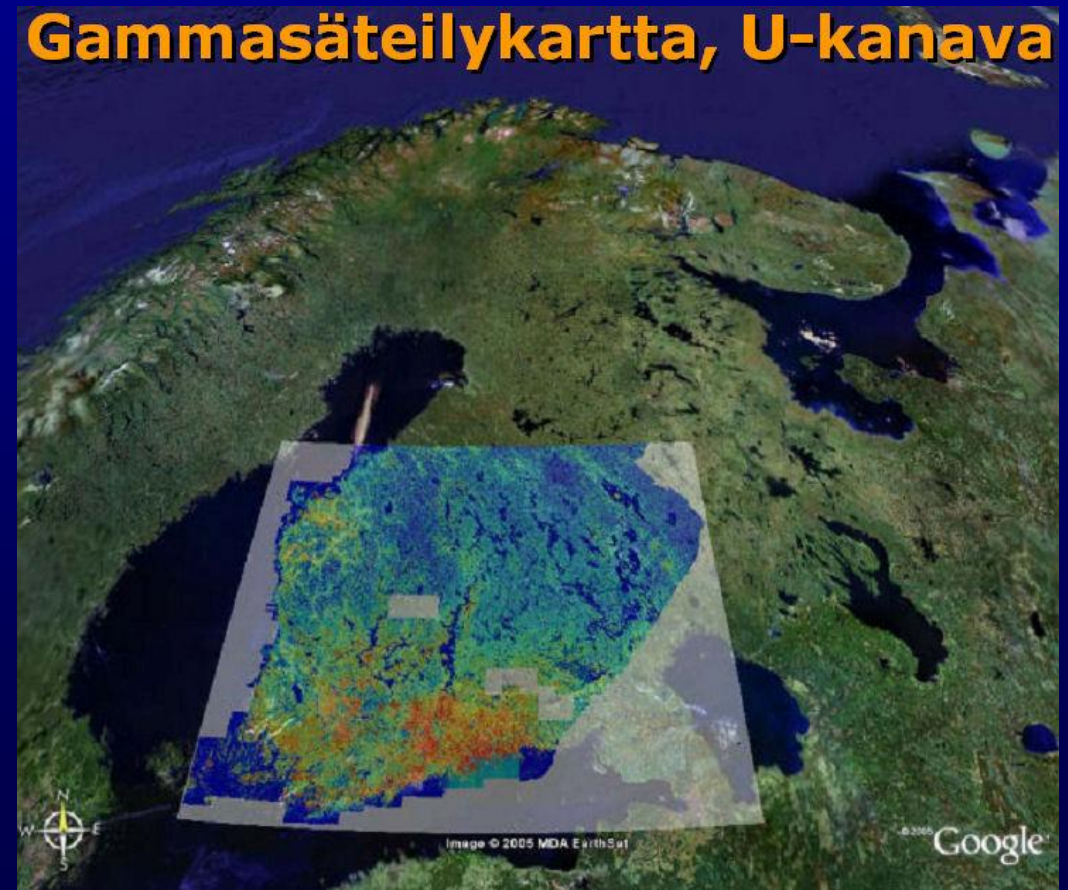 Gammasäteilykartta, U-kanava
N
W E
S
Image © 2005 MDA EarthSat
© 2005 Google